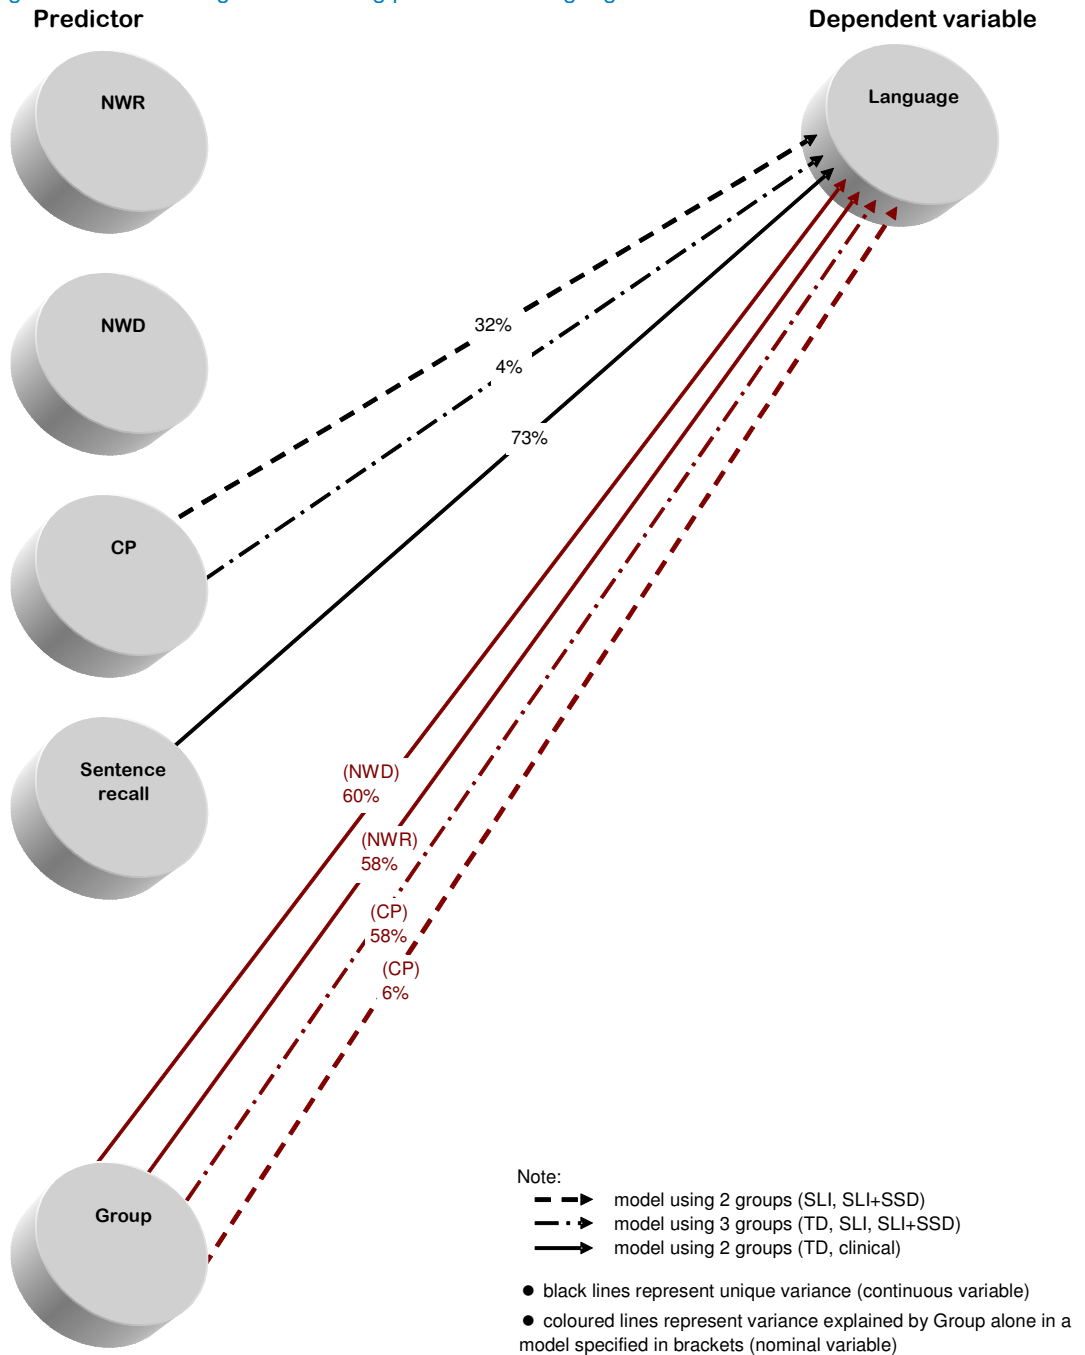 Predictor
Dependent variable
NWR
Language
NWD
32%
4%
73%
CP
Sentence
recall
(NWD)
60%
(NWR)
58%
(CP)
58%
(CP)
6%
Group
Note:
model using 2 groups (SLI, SLI+SSD)
model using 3 groups (TD, SLI, SLI+SSD)
model using 2 groups (TD, clinical)
● black lines represent unique variance (continuous variable)
● coloured lines represent variance explained by Group alone in a
model specified in brackets (nominal variable)